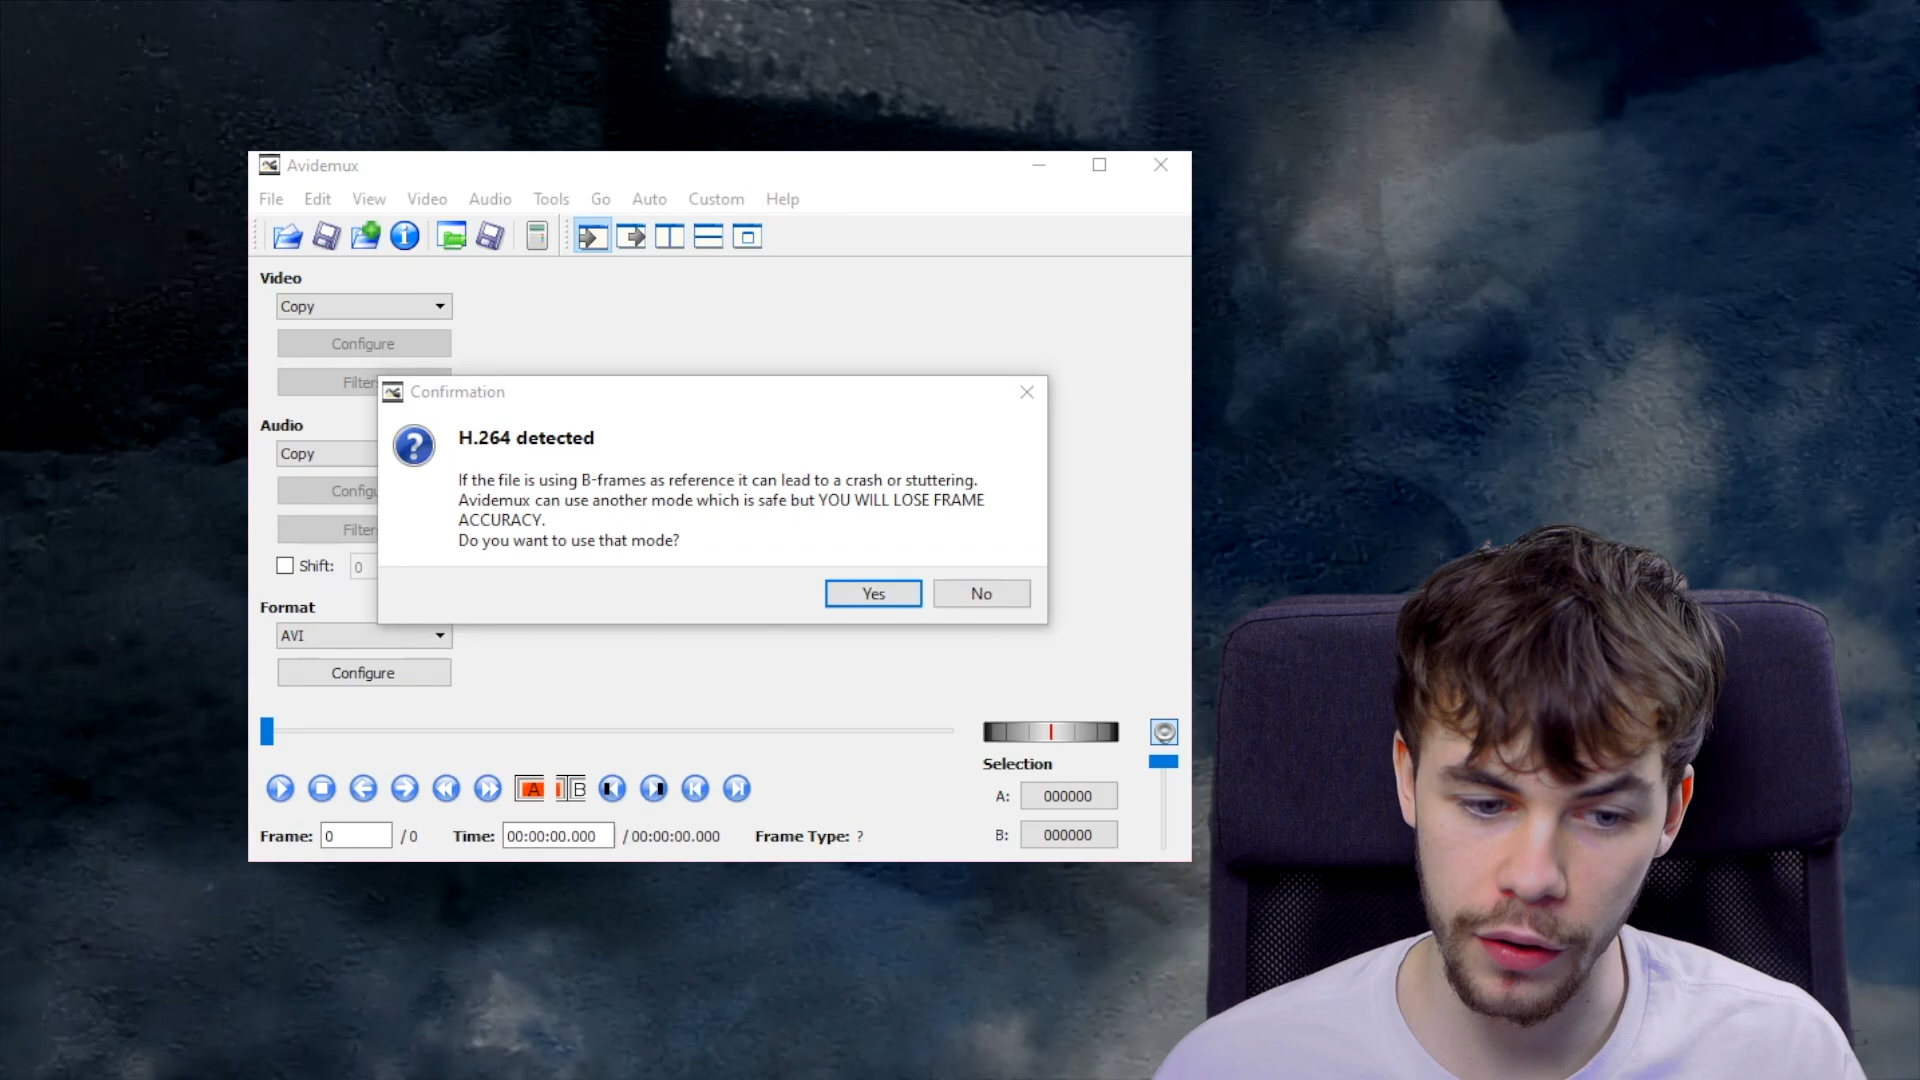 Avidemux
File Edit View Video Audio Tools Go Auto Custom Help
Video
Copy
Configure
Filter
Audio
Copy
Configu
Filter
Shift: 0
Format
AVI
Configure
Confirmation
H.264 detected
If the file is using B-frames as reference it can lead to a crash or stuttering.
Avidemux can use another mode which is safe but YOU WILL LOSE FRAME
ACCURACY.
Do you want to use that mode?
Yes No
A B
Selection
A: 000000
B: 000000
Frame: 0 / 0 Time: 00:00:00.000 / 00:00:00.000 Frame Type: ?